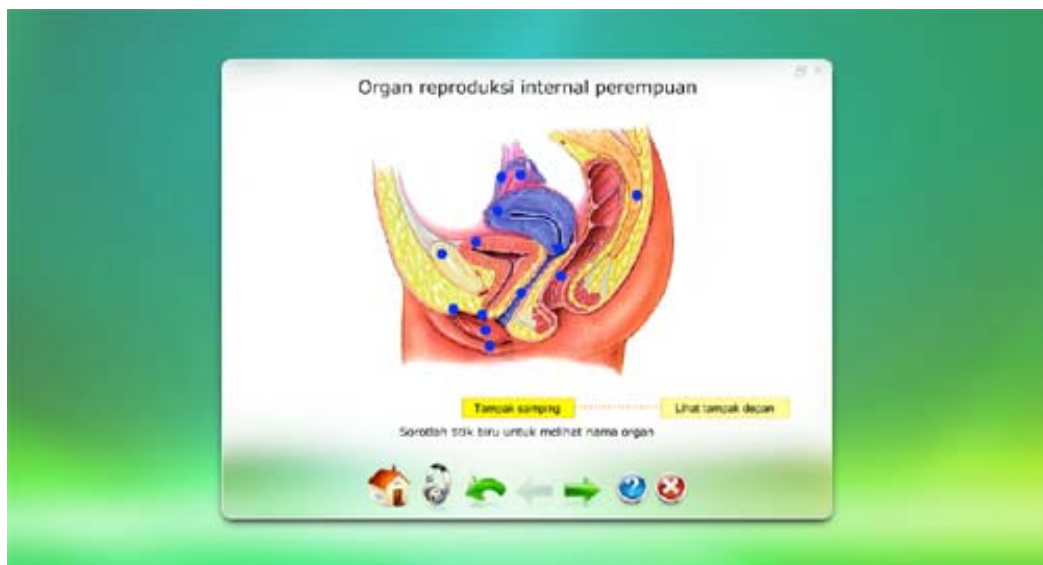 Organ reproduksi internal perempuan
Tampak samping
Lihat tampak depan
Sorotlah titik biru untuk melihat nama organ